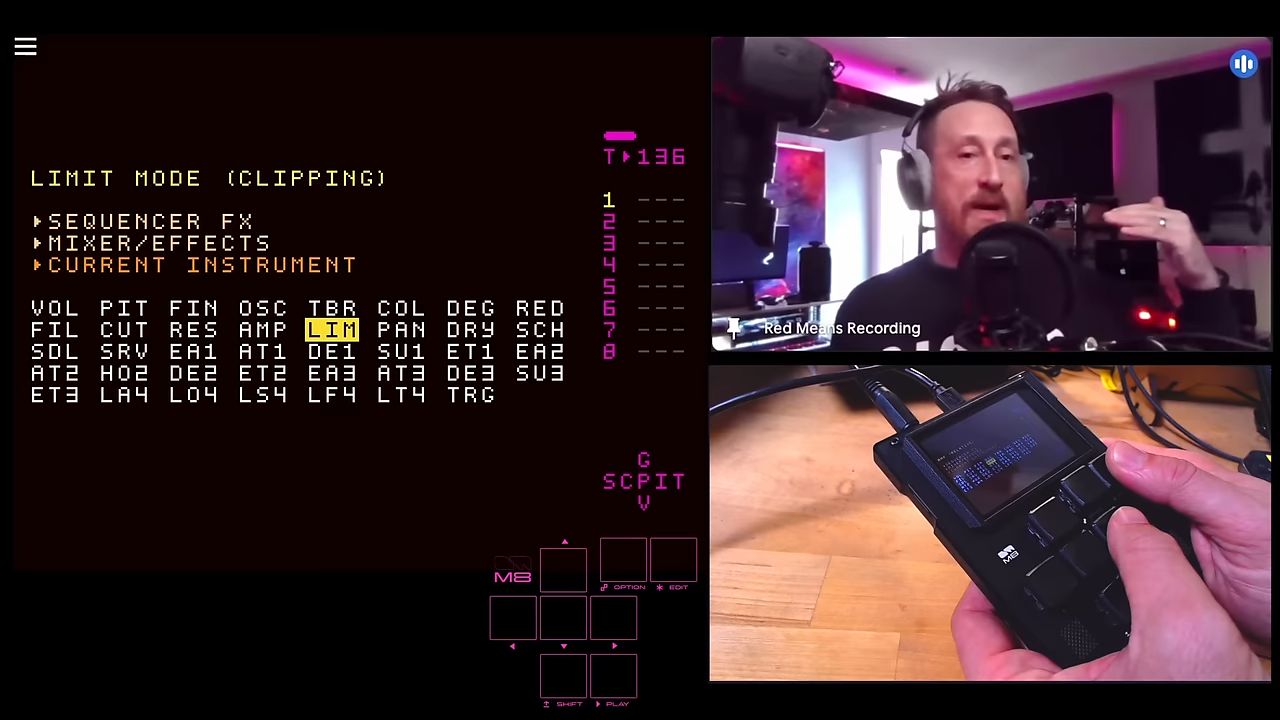 LIMIT MODE (CLIPPING)
SEQUENCER FX
MIXER/EFFECTS
CURRENT INSTRUMENT
VOL PIT FIN OSC TBR COL DEG RED
FIL CUT RES AMP LIM PAN DRY SCH
SDL SRV EA1 AT1 DE1 SU1 ET1 EA2
AT2 HO2 DE2 ET2 EA3 AT3 DE3 SU3
ET3 LA4 LO4 LS4 LF4 LT4 TRG
T▸136
1 ---
2 ---
3 ---
4 ---
5 ---
6 ---
7 ---
8 ---
G
SCPIT
V
M8
OPTION
EDIT
SHIFT
PLAY
Red Means Recording
M8